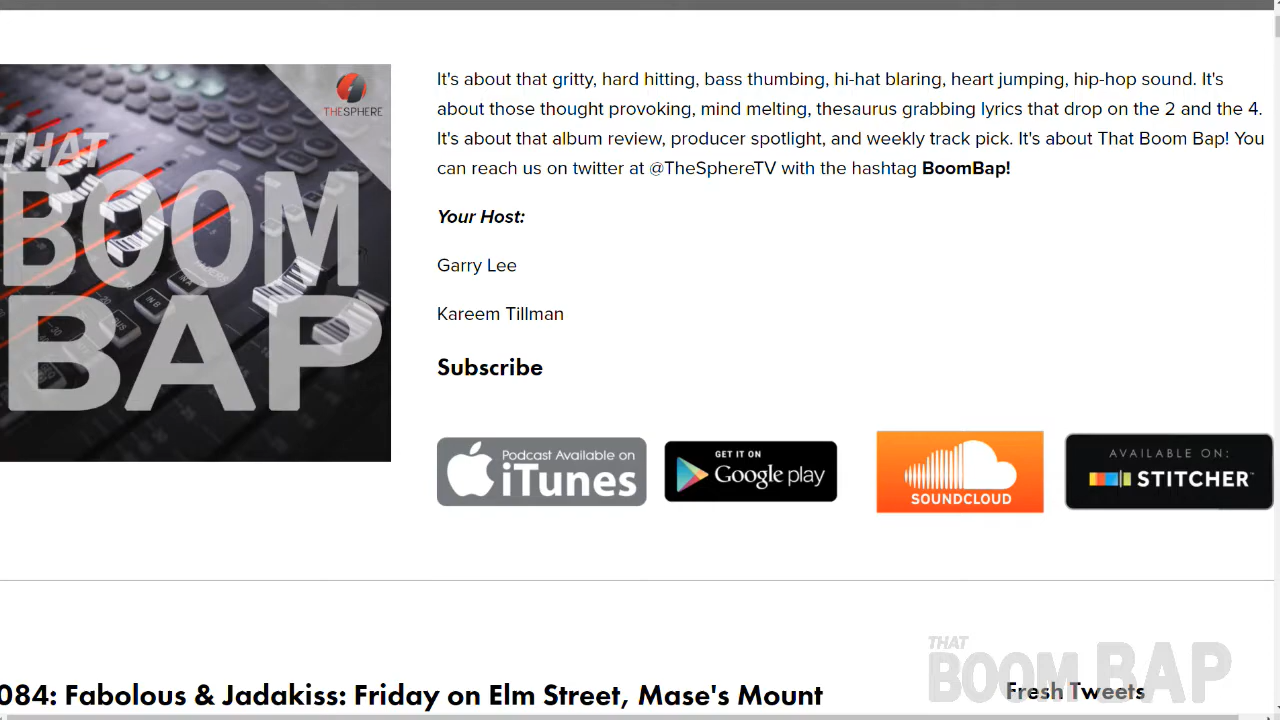 THESPHERE
THAT
BOOM
BAP
It's about that gritty, hard hitting, bass thumbing, hi-hat blaring, heart jumping, hip-hop sound. It's
about those thought provoking, mind melting, thesaurus grabbing lyrics that drop on the 2 and the 4.
It's about that album review, producer spotlight, and weekly track pick. It's about That Boom Bap! You
can reach us on twitter at @TheSphereTV with the hashtag BoomBap!
Your Host:
Garry Lee
Kareem Tillman
Subscribe
Podcast Available on
iTunes
GET IT ON
Google play
SOUNDCLOUD
AVAILABLE ON:
STITCHER™
084: Fabolous & Jadakiss: Friday on Elm Street, Mase's Mount
THAT
BOOM BAP
Fresh Tweets